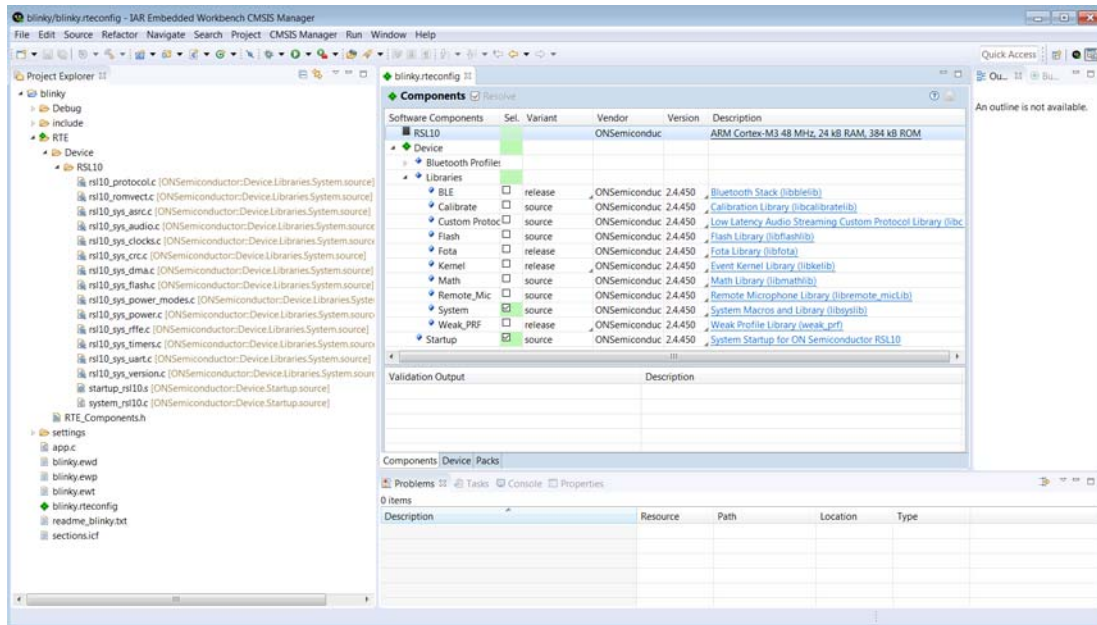 blinky/blinky.rteconfig - IAR Embedded Workbench CMSIS Manager
File Edit Source Refactor Navigate Search Project CMSIS Manager Run Window Help
Quick Access
Project Explorer
blinky
Debug
include
RTE
Device
RSL10
rsl10_protocol.c [ONSemiconductor::Device.Libraries.System.source]
rsl10_romvect.c [ONSemiconductor::Device.Libraries.System.source]
rsl10_sys_asrc.c [ONSemiconductor::Device.Libraries.System.source]
rsl10_sys_audio.c [ONSemiconductor::Device.Libraries.System.source
rsl10_sys_clocks.c [ONSemiconductor::Device.Libraries.System.source
rsl10_sys_crc.c [ONSemiconductor::Device.Libraries.System.source]
rsl10_sys_dma.c [ONSemiconductor::Device.Libraries.System.source]
rsl10_sys_flash.c [ONSemiconductor::Device.Libraries.System.source]
rsl10_sys_power_modes.c [ONSemiconductor::Device.Libraries.Syste
rsl10_sys_power.c [ONSemiconductor::Device.Libraries.System.sourc
rsl10_sys_rffe.c [ONSemiconductor::Device.Libraries.System.source]
rsl10_sys_timers.c [ONSemiconductor::Device.Libraries.System.sourc
rsl10_sys_uart.c [ONSemiconductor::Device.Libraries.System.source]
rsl10_sys_version.c [ONSemiconductor::Device.Libraries.System.sourc
startup_rsl10.s [ONSemiconductor::Device.Startup.source]
system_rsl10.c [ONSemiconductor::Device.Startup.source]
RTE_Components.h
settings
app.c
blinky.ewd
blinky.ewp
blinky.ewt
blinky.rteconfig
readme_blinky.txt
sections.icf
blinky.rteconfig
Components Resolve
Software Components Sel. Variant Vendor Version Description
RSL10 ONSemiconduc ARM Cortex-M3 48 MHz, 24 kB RAM, 384 kB ROM
Device
Bluetooth Profiles
Libraries
BLE release ONSemiconduc 2.4.450 Bluetooth Stack (libblelib)
Calibrate source ONSemiconduc 2.4.450 Calibration Library (libcalibratelib)
Custom Protoc source ONSemiconduc 2.4.450 Low Latency Audio Streaming Custom Protocol Library (libc
Flash source ONSemiconduc 2.4.450 Flash Library (libflashlib)
Fota release ONSemiconduc 2.4.450 Fota Library (libfota)
Kernel release ONSemiconduc 2.4.450 Event Kernel Library (libkelib)
Math source ONSemiconduc 2.4.450 Math Library (libmathlib)
Remote_Mic source ONSemiconduc 2.4.450 Remote Microphone Library (libremote_micLib)
System source ONSemiconduc 2.4.450 System Macros and Library (libsyslib)
Weak_PRF release ONSemiconduc 2.4.450 Weak Profile Library (weak_prf)
Startup source ONSemiconduc 2.4.450 System Startup for ON Semiconductor RSL10
Validation Output Description
Components Device Packs
Problems Tasks Console Properties
0 items
Description Resource Path Location Type
Ou... Bu...
An outline is not available.